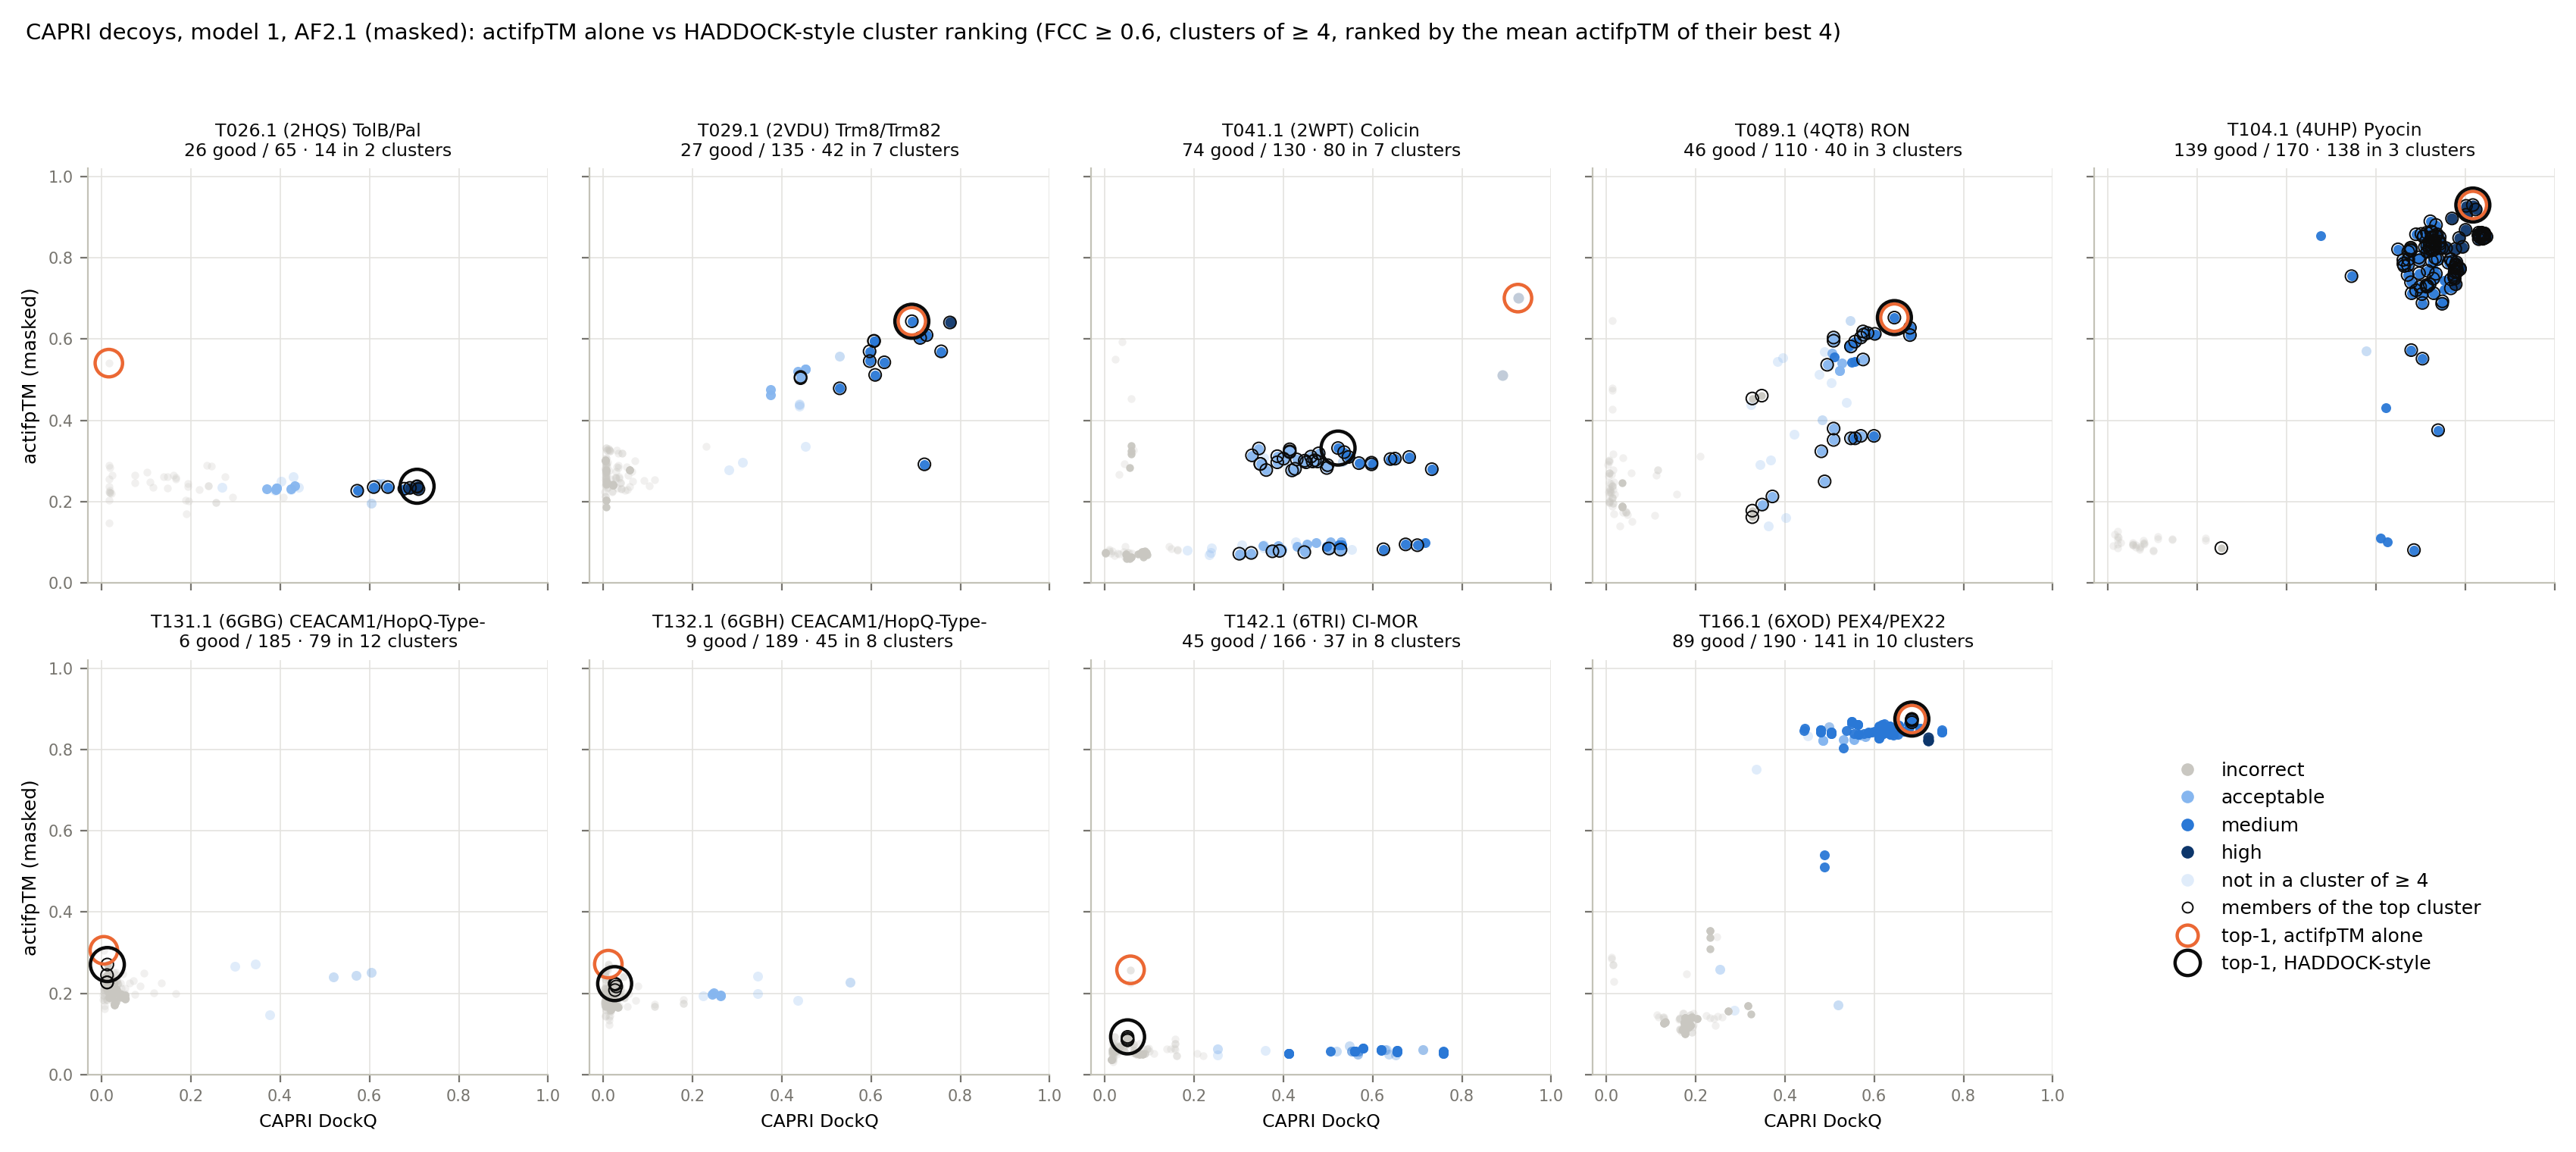 CAPRI decoys, model 1, AF2.1 (masked): actifpTM alone vs HADDOCK-style cluster ranking (FCC ≥ 0.6, clusters of ≥ 4, ranked by the mean actifpTM of their best 4)
T026.1 (2HQS) TolB/Pal
26 good / 65 · 14 in 2 clusters
T029.1 (2VDU) Trm8/Trm82
27 good / 135 · 42 in 7 clusters
T041.1 (2WPT) Colicin
74 good / 130 · 80 in 7 clusters
T089.1 (4QT8) RON
46 good / 110 · 40 in 3 clusters
T104.1 (4UHP) Pyocin
139 good / 170 · 138 in 3 clusters
actifpTM (masked)
1.0
0.8
0.6
0.4
0.2
0.0
T131.1 (6GBG) CEACAM1/HopQ-Type-
6 good / 185 · 79 in 12 clusters
T132.1 (6GBH) CEACAM1/HopQ-Type-
9 good / 189 · 45 in 8 clusters
T142.1 (6TRI) CI-MOR
45 good / 166 · 37 in 8 clusters
T166.1 (6XOD) PEX4/PEX22
89 good / 190 · 141 in 10 clusters
actifpTM (masked)
1.0
0.8
0.6
0.4
0.2
0.0
0.0 0.2 0.4 0.6 0.8 1.0
CAPRI DockQ
0.0 0.2 0.4 0.6 0.8 1.0
CAPRI DockQ
0.0 0.2 0.4 0.6 0.8 1.0
CAPRI DockQ
0.0 0.2 0.4 0.6 0.8 1.0
CAPRI DockQ
incorrect
acceptable
medium
high
not in a cluster of ≥ 4
members of the top cluster
top-1, actifpTM alone
top-1, HADDOCK-style